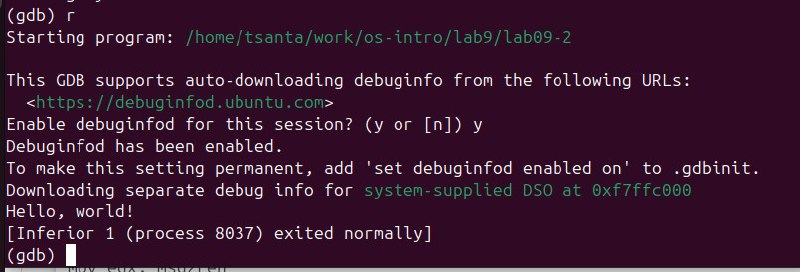 (gdb) r
Starting program: /home/tsanta/work/os-intro/lab9/lab09-2
This GDB supports auto-downloading debuginfo from the following URLs:
<https://debuginfod.ubuntu.com>
Enable debuginfod for this session? (y or [n]) y
Debuginfod has been enabled.
To make this setting permanent, add 'set debuginfod enabled on' to .gdbinit.
Downloading separate debug info for system-supplied DSO at 0xf7ffc000
Hello, world!
[Inferior 1 (process 8037) exited normally]
(gdb)